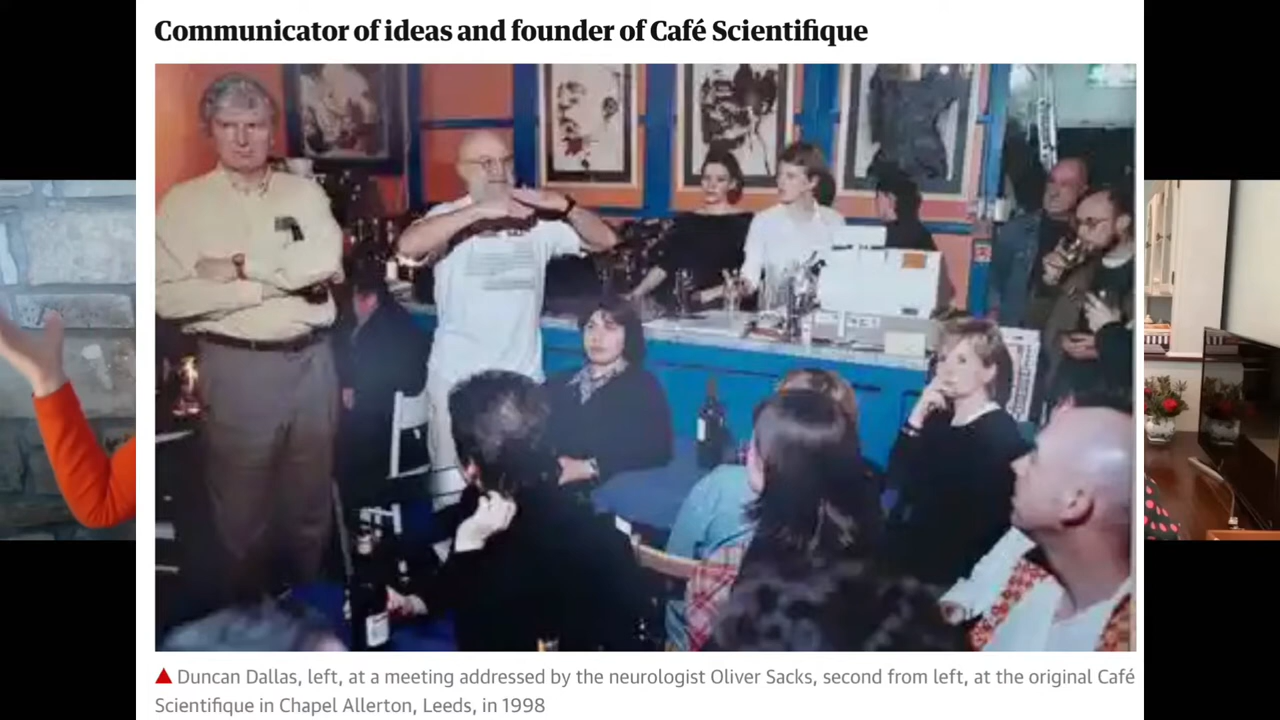 Communicator of ideas and founder of Café Scientifique
Duncan Dallas, left, at a meeting addressed by the neurologist Oliver Sacks, second from left, at the original Café
Scientifique in Chapel Allerton, Leeds, in 1998